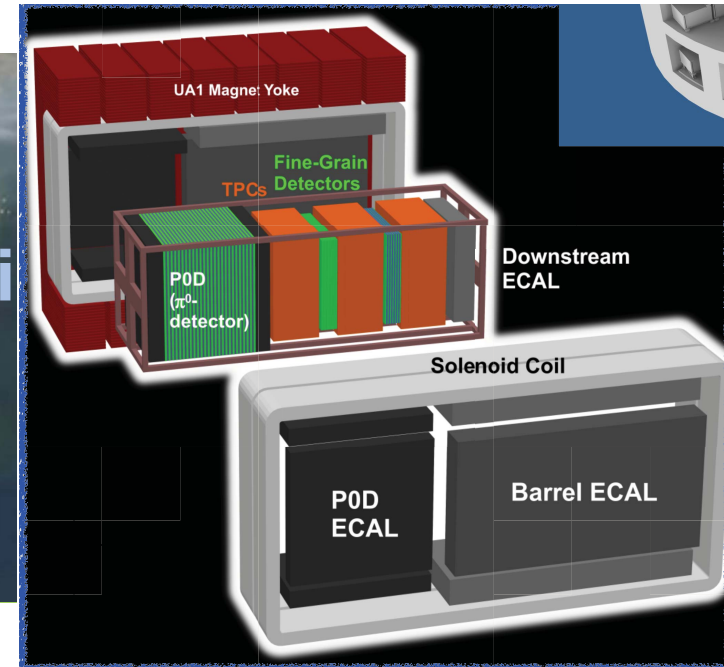 UA1 Magnet Yoke
Fine-Grain
TPCs Detectors
P0D
(π⁰-
detector)
Downstream
ECAL
Solenoid Coil
P0D
ECAL
Barrel ECAL